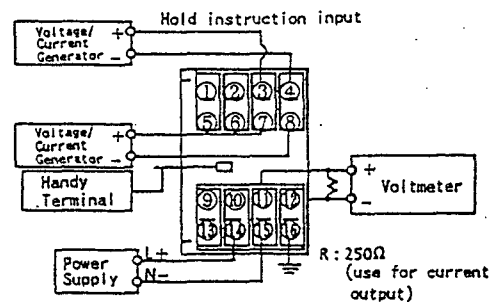 Hold instruction input
Voltage/
Current
Generator
+
-
1 2 3 4
5 6 7 8
Voltage/
Current
Generator
+
-
Handy
Terminal
9 10 11 12
13 14 15 16
+
-
Voltmeter
Power
Supply
L+
N-
R: 250Ω
(use for current
output)